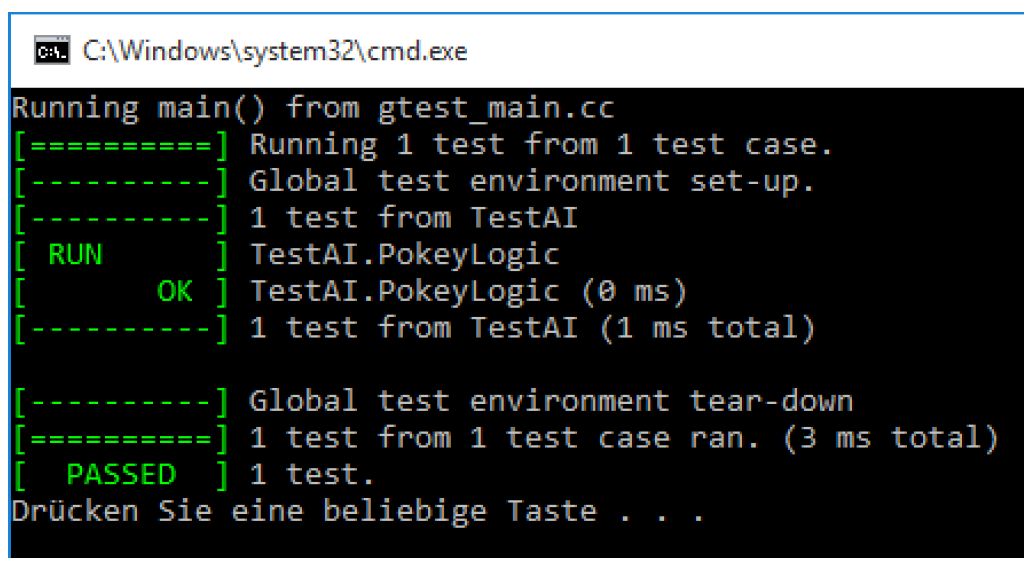 C:\Windows\system32\cmd.exe
Running main() from gtest_main.cc
[==========] Running 1 test from 1 test case.
[----------] Global test environment set-up.
[----------] 1 test from TestAI
[ RUN      ] TestAI.PokeyLogic
[       OK ] TestAI.PokeyLogic (0 ms)
[----------] 1 test from TestAI (1 ms total)
[----------] Global test environment tear-down
[==========] 1 test from 1 test case ran. (3 ms total)
[  PASSED  ] 1 test.
Drücken Sie eine beliebige Taste . . .